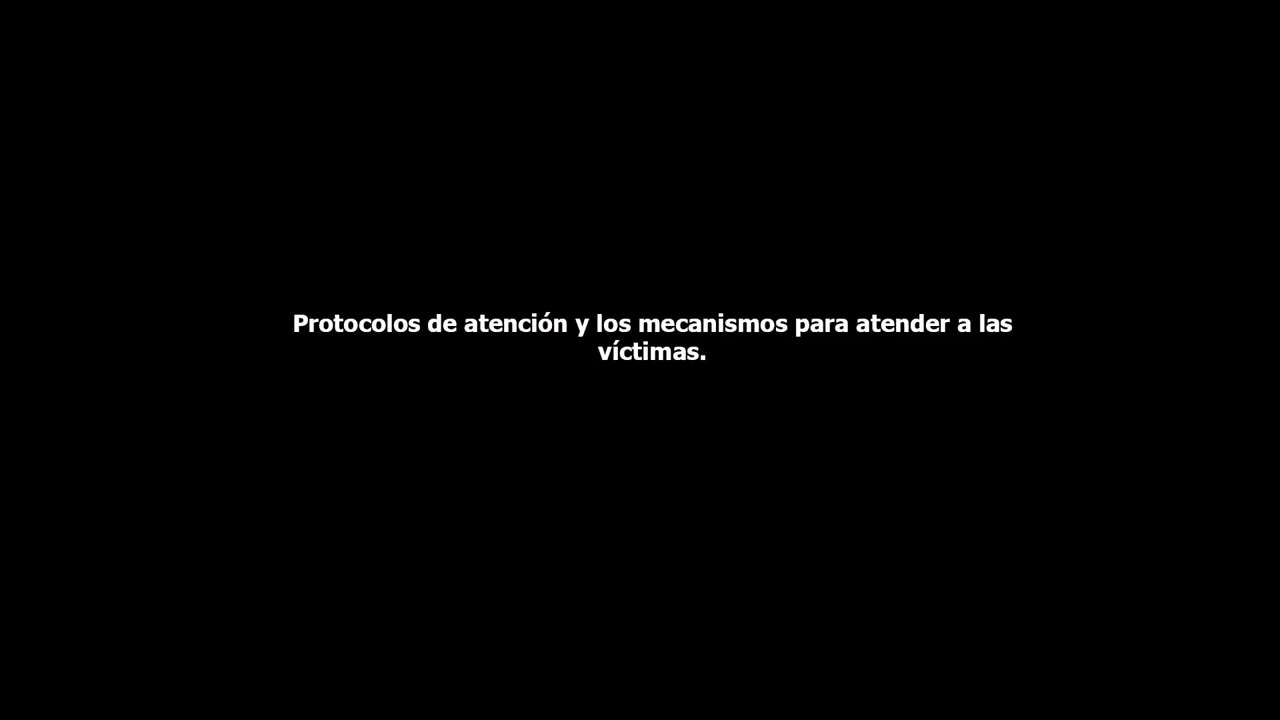 Protocolos de atención y los mecanismos para atender a las
víctimas.